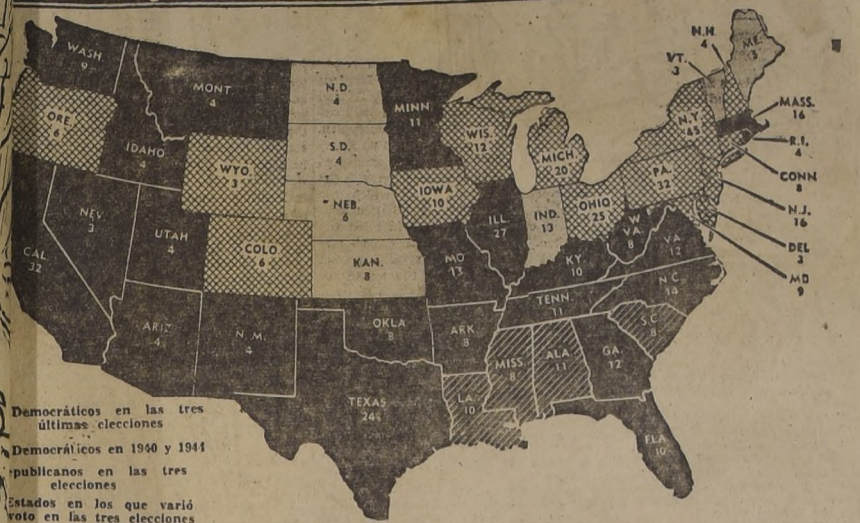 WASH
9
ORE.
6
IDAHO
4
MONT
4
WYO.
3
NEV
3
UTAH
4
COLO
6
CAL
32
ARIZ
4
N. M.
4
N.D.
4
S.D.
4
NEB.
6
KAN.
8
OKLA
8
TEXAS
MINN.
11
IOWA
10
MO
13
ARK.
8
LA.
10
WIS.
12
ILL.
27
MICH
20
IND.
13
OHIO
25
KY.
10
TENN.
11
MISS
8
ALA
11
GA.
12
FLA
10
S.C.
8
N C
14
VA
12
W
VA.
8
PA.
32
N.Y.
45
VT.
3
N.H.
4
ME.
5
MASS.
16
R.I.
4
CONN
8
N.J.
16
DEL
3
MD
9
Democráticos en las tres
últimas elecciones
Democráticos en 1940 y 1944
publicanos en las tres
elecciones
Estados en los que varió
voto en las tres elecciones